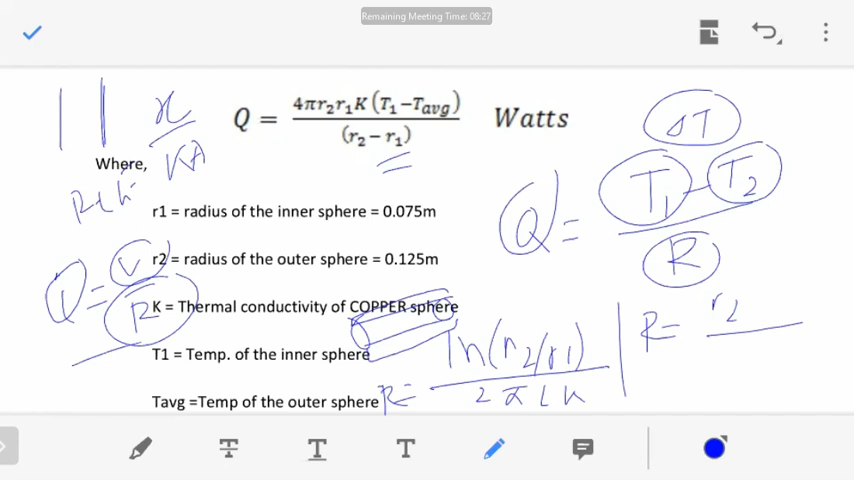 Remaining Meeting Time: 08:27
Q = 4πr₂r₁K (T₁−Tavg) / (r₂ − r₁) Watts
x / KA
ΔT
Where,
Q = T₁ - T₂ / R
r1 = radius of the inner sphere = 0.075m
r2 = radius of the outer sphere = 0.125m
V / R
K = Thermal conductivity of COPPER sphere
T1 = Temp. of the inner sphere
R = ln(r2/r1) / 2πLK
R = r2
Tavg =Temp of the outer sphere